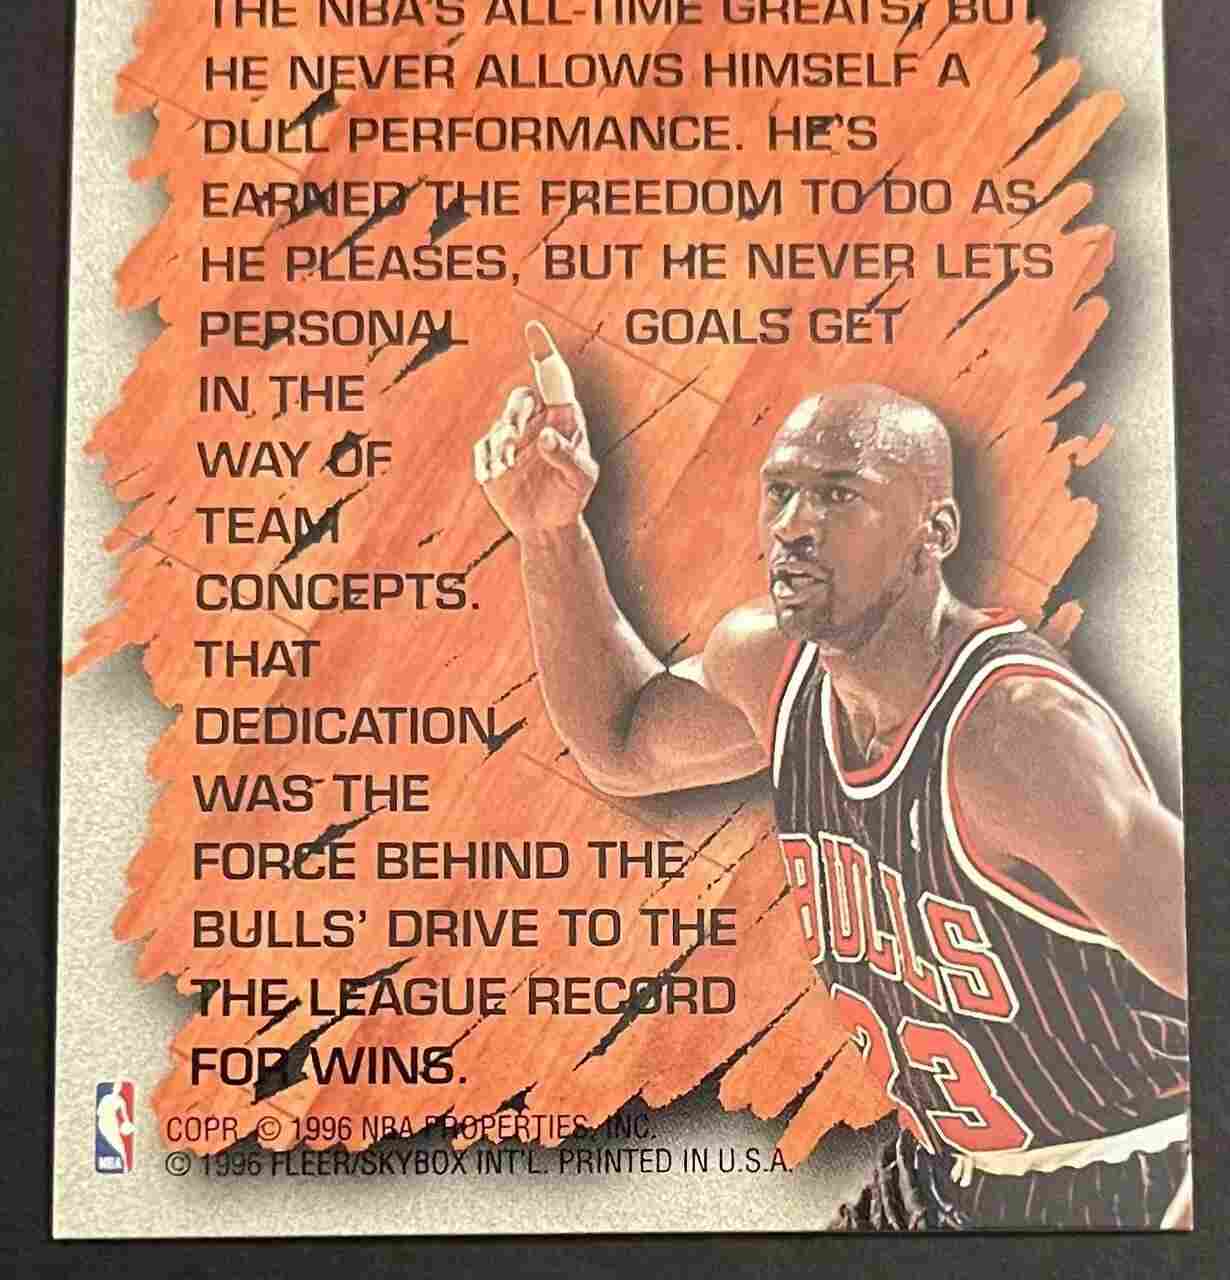 THE NBA'S ALL-TIME GREATS, BUT
HE NEVER ALLOWS HIMSELF A
DULL PERFORMANCE. HE'S
EARNED THE FREEDOM TO DO AS
HE PLEASES, BUT HE NEVER LETS
PERSONAL GOALS GET
IN THE
WAY OF
TEAM
CONCEPTS.
THAT
DEDICATION
WAS THE
FORCE BEHIND THE
BULLS' DRIVE TO THE
THE LEAGUE RECORD
FOR WINS.
BULLS
23
NBA
COPR. © 1996 NBA PROPERTIES, INC.
© 1996 FLEER/SKYBOX INT'L. PRINTED IN U.S.A.